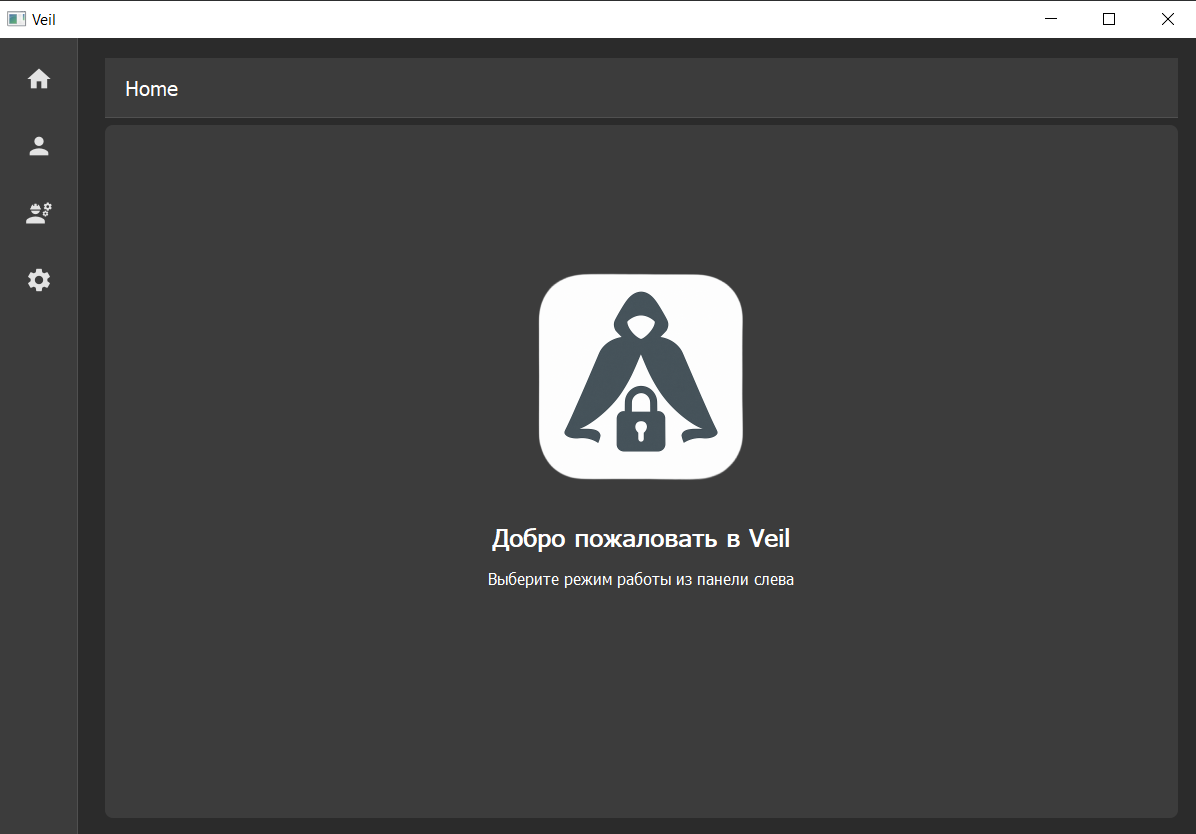 Veil
Home
Добро пожаловать в Veil
Выберите режим работы из панели слева